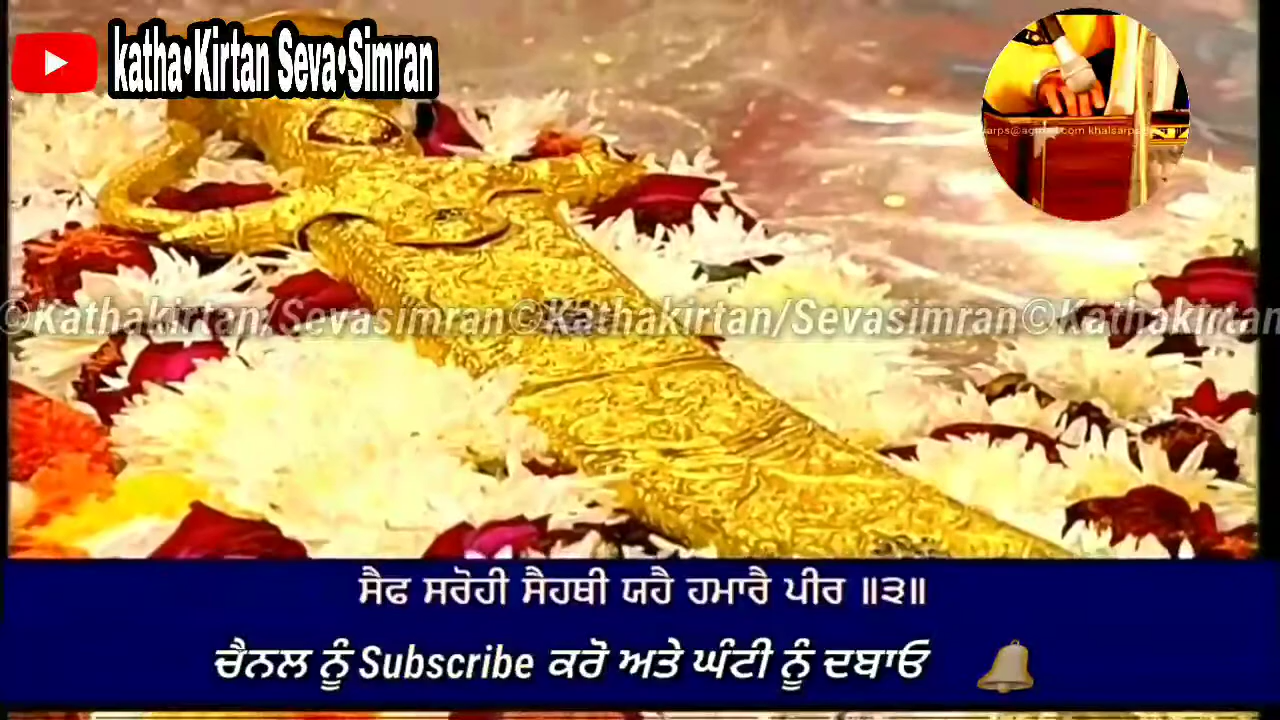 katha•Kirtan Seva•Simran
©Kathakirtan/Sevasimran©Kathakirtan/Sevasimran©Kathakirtan
ਸੈਫ ਸਰੋਹੀ ਸੈਹਥੀ ਯਹੈ ਹਮਾਰੈ ਪੀਰ ॥੩॥
ਚੈਨਲ ਨੂੰ Subscribe ਕਰੋ ਅਤੇ ਘੰਟੀ ਨੂੰ ਦਬਾਓ